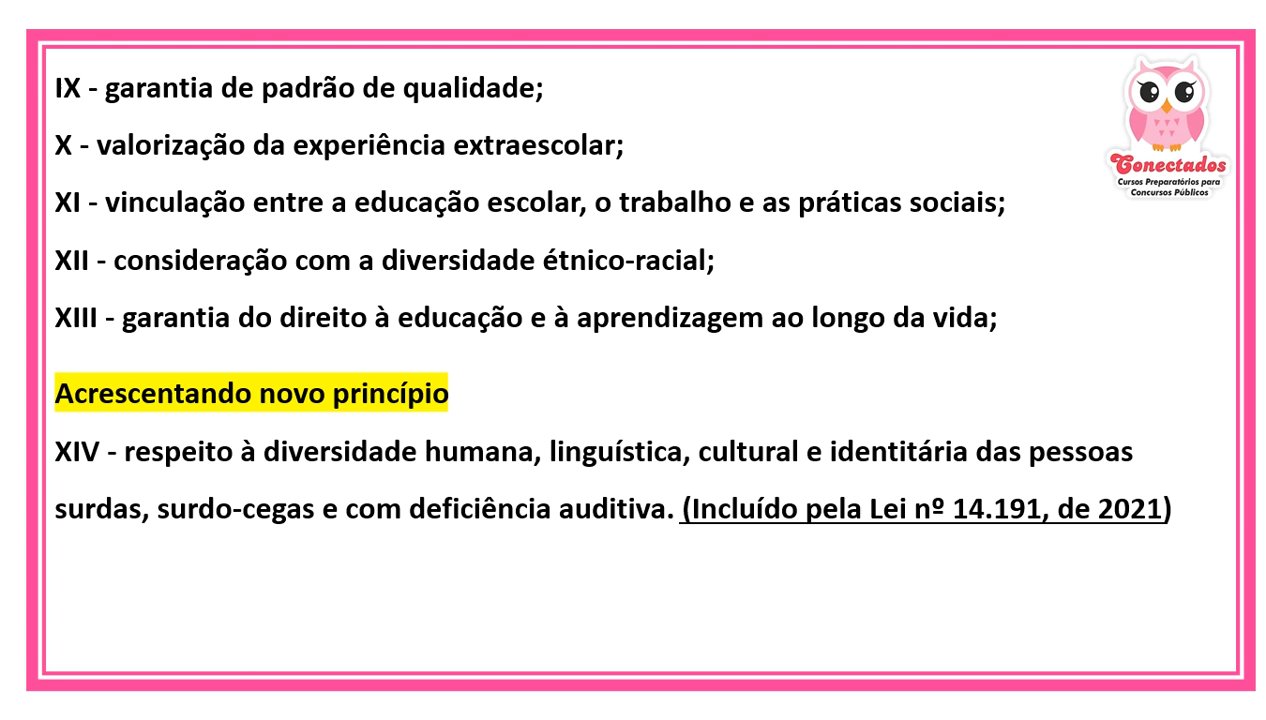 IX - garantia de padrão de qualidade;
X - valorização da experiência extraescolar;
XI - vinculação entre a educação escolar, o trabalho e as práticas sociais;
XII - consideração com a diversidade étnico-racial;
XIII - garantia do direito à educação e à aprendizagem ao longo da vida;
Acrescentando novo princípio
XIV - respeito à diversidade humana, linguística, cultural e identitária das pessoas
surdas, surdo-cegas e com deficiência auditiva. (Incluído pela Lei nº 14.191, de 2021)
Conectados
Cursos Preparatórios para
Concursos Públicos